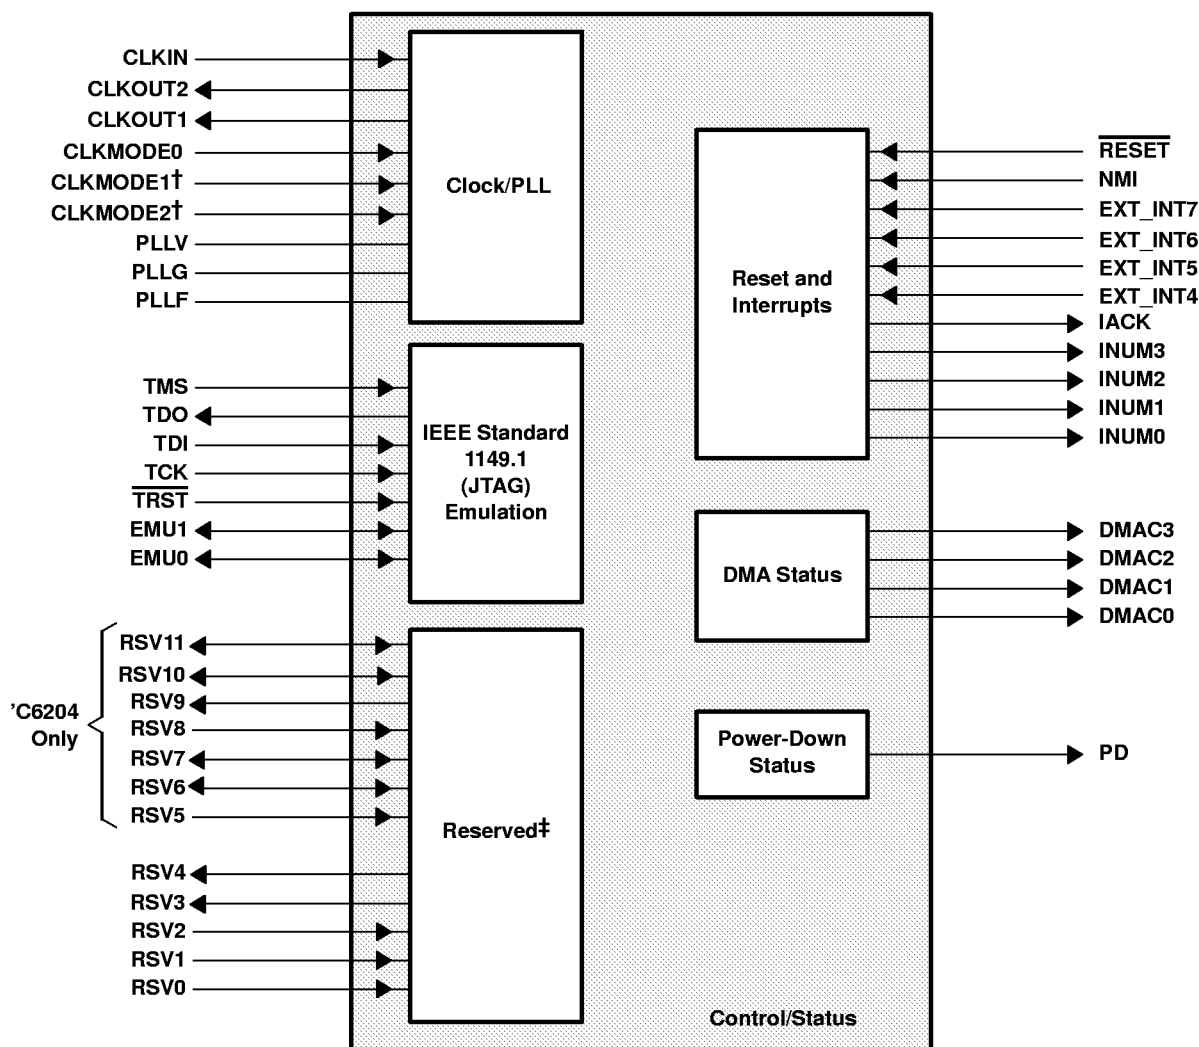 CLKIN
CLKOUT2
CLKOUT1
CLKMODE0
CLKMODE1†
CLKMODE2†
PLLV
PLLG
PLLF
Clock/PLL
TMS
TDO
TDI
TCK
TRST
EMU1
EMU0
IEEE Standard
1149.1
(JTAG)
Emulation
'C6204
Only
RSV11
RSV10
RSV9
RSV8
RSV7
RSV6
RSV5
RSV4
RSV3
RSV2
RSV1
RSV0
Reserved‡
Reset and
Interrupts
RESET
NMI
EXT_INT7
EXT_INT6
EXT_INT5
EXT_INT4
IACK
INUM3
INUM2
INUM1
INUM0
DMA Status
DMAC3
DMAC2
DMAC1
DMAC0
Power-Down
Status
PD
Control/Status